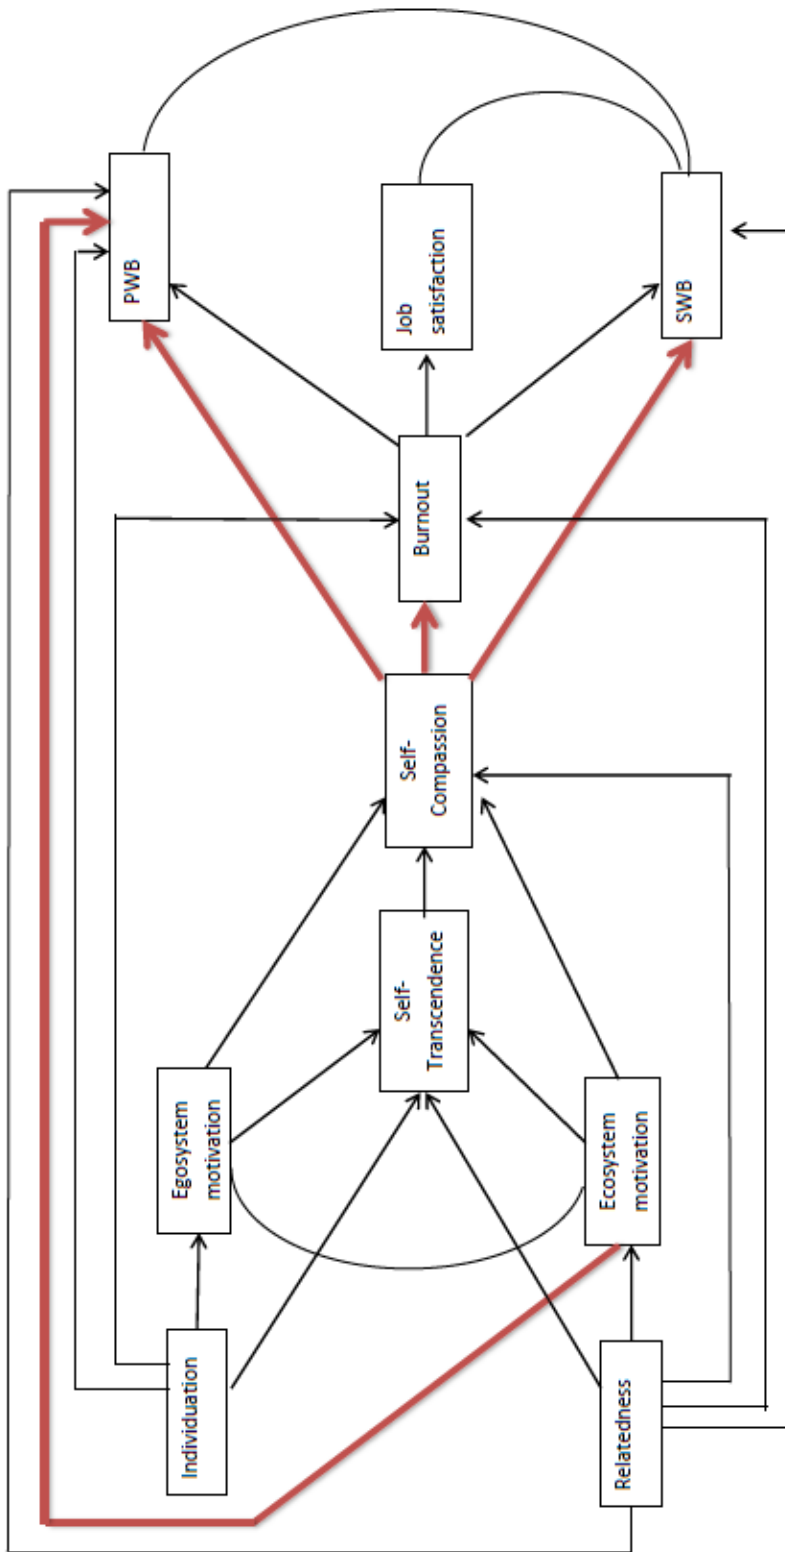 Individuation
Relatedness
Egosystem
motivation
Ecosystem
motivation
Self-
Transcendence
Self-
Compassion
Burnout
PWB
Job
satisfaction
SWB